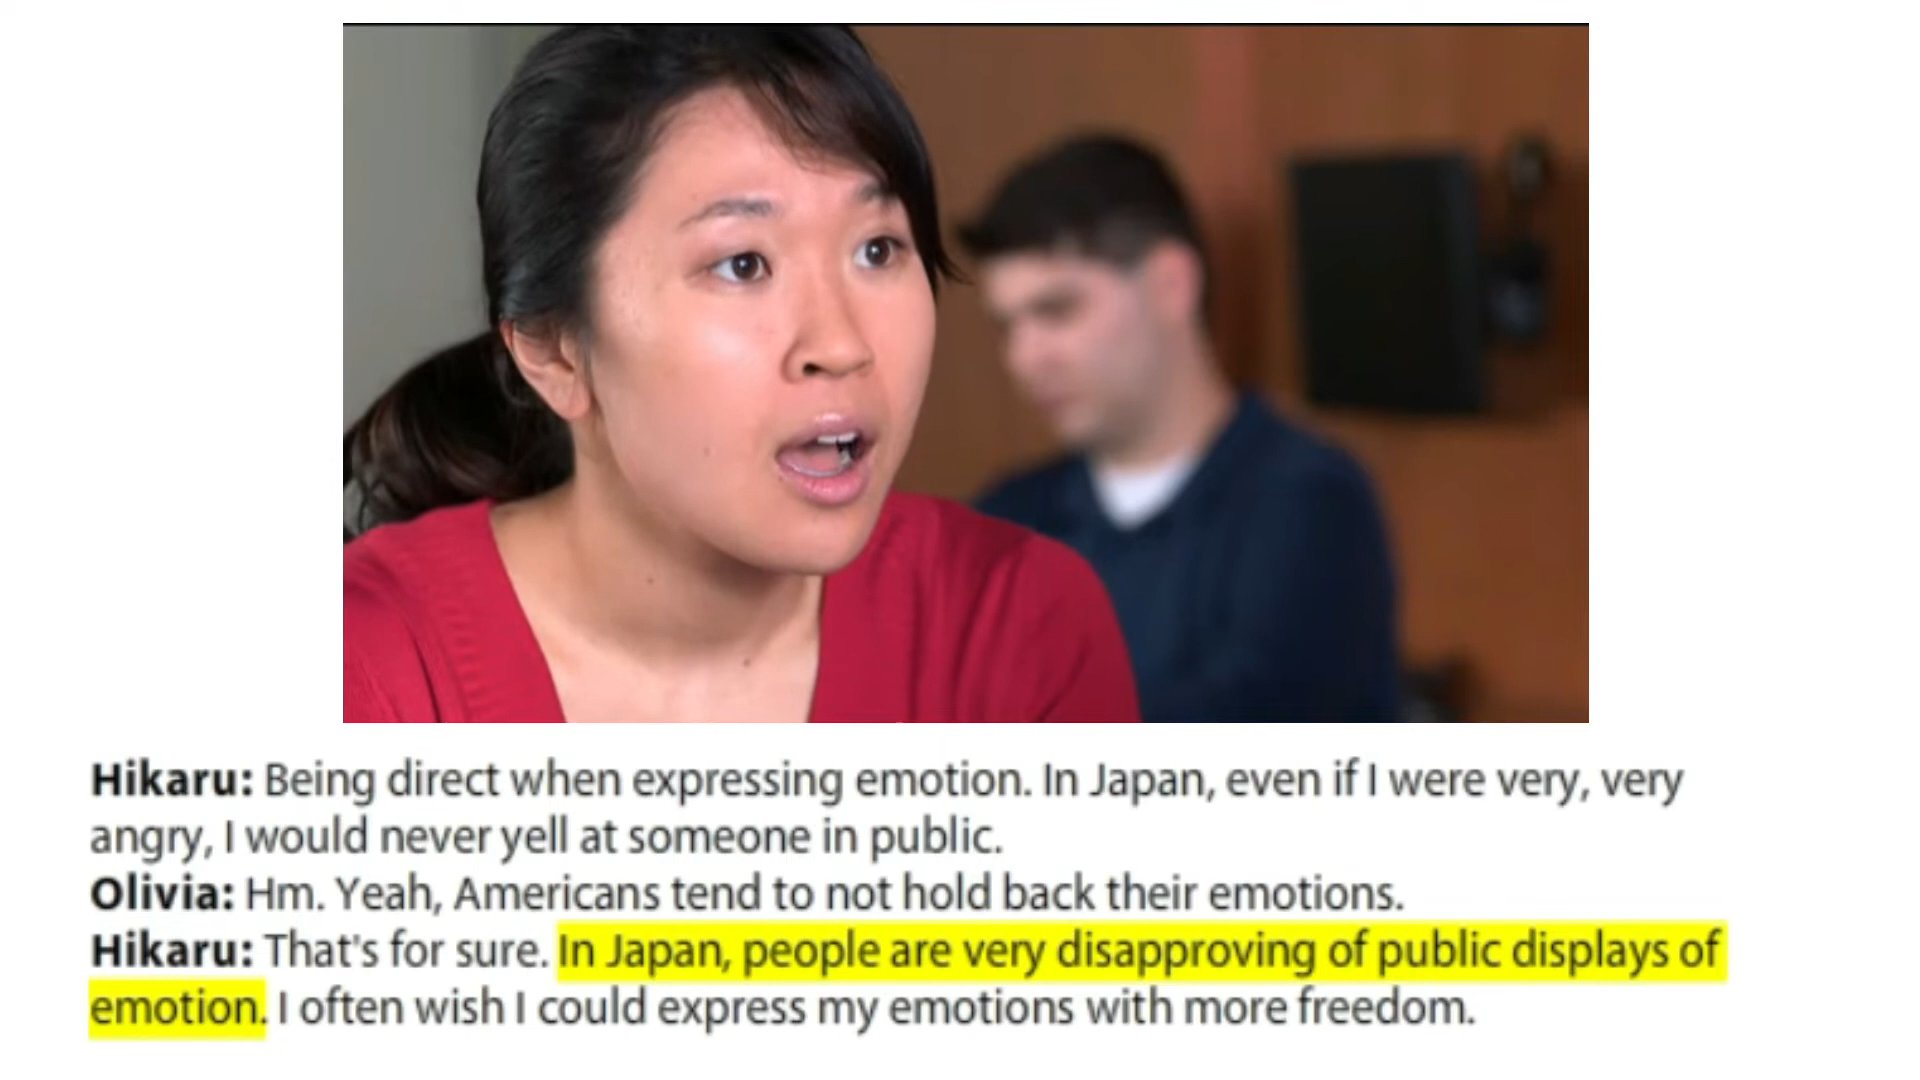 Hikaru: Being direct when expressing emotion. In Japan, even if I were very, very
angry, I would never yell at someone in public.
Olivia: Hm. Yeah, Americans tend to not hold back their emotions.
Hikaru: That's for sure. In Japan, people are very disapproving of public displays of
emotion. I often wish I could express my emotions with more freedom.